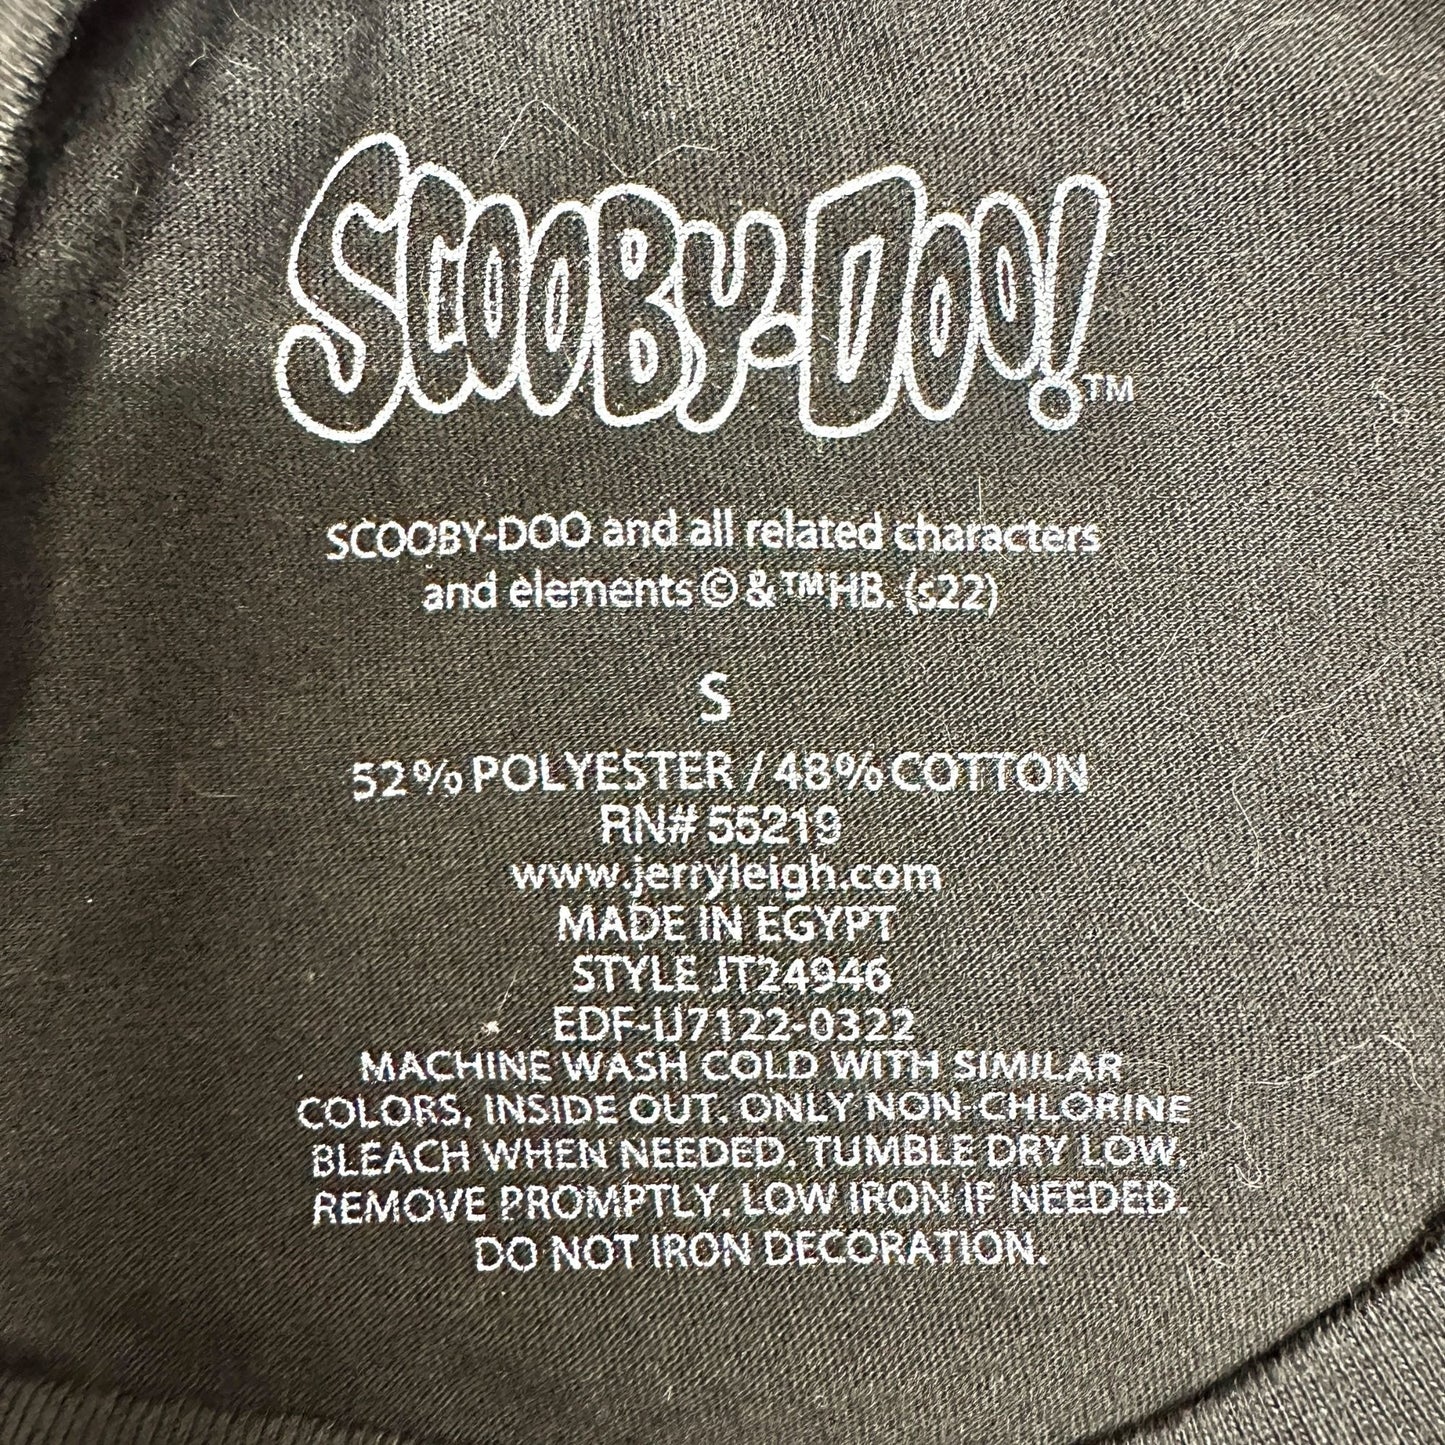 SCOOBY-DOO! ™
SCOOBY-DOO and all related characters
and elements © & ™ HB. (s22)
S
52% POLYESTER / 48% COTTON
RN# 55219
www.jerryleigh.com
MADE IN EGYPT
STYLE JT24946
EDF-IJ7122-0322
MACHINE WASH COLD WITH SIMILAR
COLORS, INSIDE OUT. ONLY NON-CHLORINE
BLEACH WHEN NEEDED. TUMBLE DRY LOW.
REMOVE PROMPTLY. LOW IRON IF NEEDED.
DO NOT IRON DECORATION.